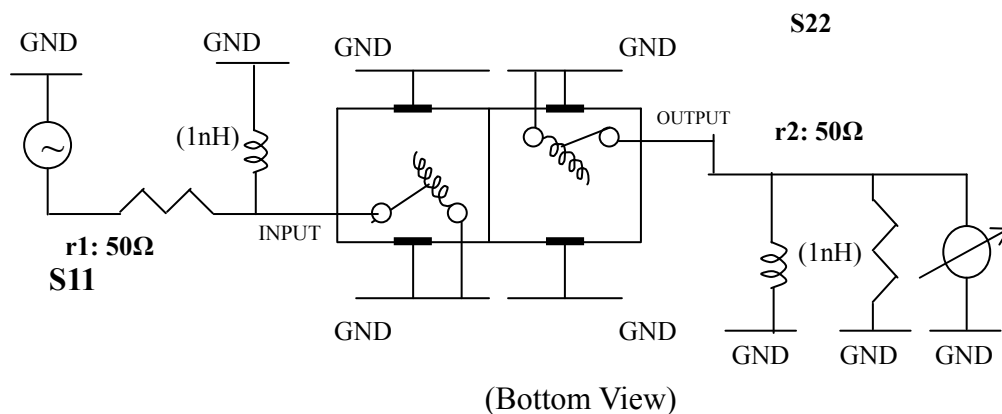 S22
GND
GND
GND
GND
(1nH)
OUTPUT
r2: 50Ω
INPUT
r1: 50Ω
S11
(1nH)
GND
GND
GND
GND
GND
(Bottom View)